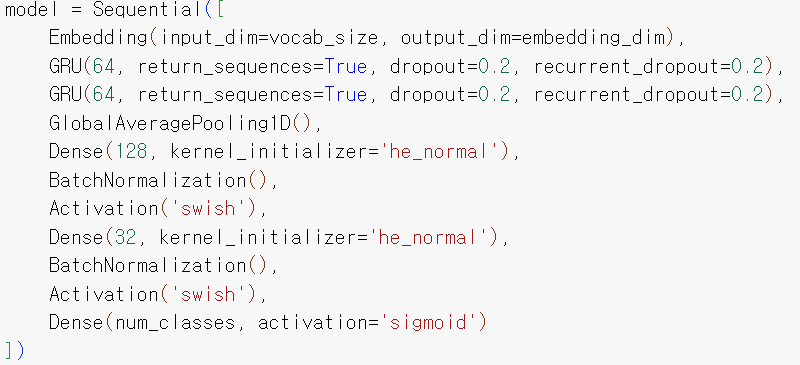 model = Sequential([
    Embedding(input_dim=vocab_size, output_dim=embedding_dim),
    GRU(64, return_sequences=True, dropout=0.2, recurrent_dropout=0.2),
    GRU(64, return_sequences=True, dropout=0.2, recurrent_dropout=0.2),
    GlobalAveragePooling1D(),
    Dense(128, kernel_initializer='he_normal'),
    BatchNormalization(),
    Activation('swish'),
    Dense(32, kernel_initializer='he_normal'),
    BatchNormalization(),
    Activation('swish'),
    Dense(num_classes, activation='sigmoid')
])